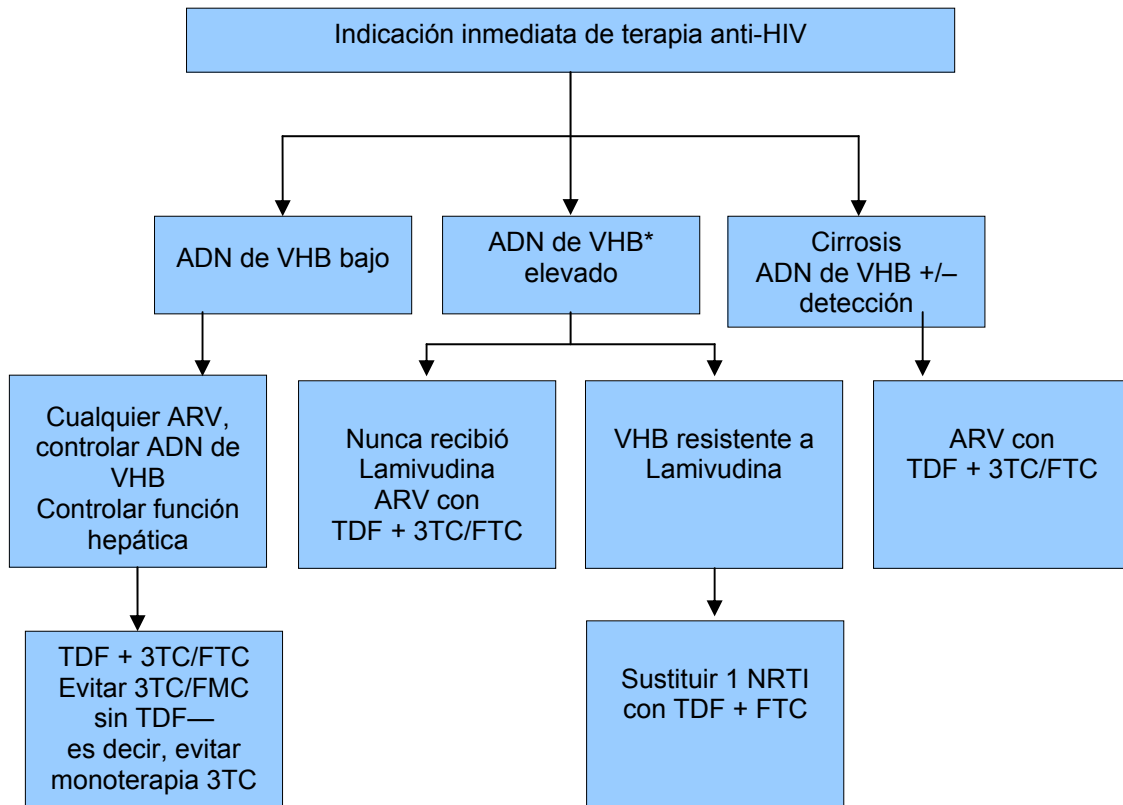 Indicación inmediata de terapia anti-HIV
ADN de VHB bajo
ADN de VHB*
elevado
Cirrosis
ADN de VHB +/–
detección
Cualquier ARV,
controlar ADN de
VHB
Controlar función
hepática
Nunca recibió
Lamivudina
ARV con
TDF + 3TC/FTC
VHB resistente a
Lamivudina
ARV con
TDF + 3TC/FTC
TDF + 3TC/FTC
Evitar 3TC/FMC
sin TDF—
es decir, evitar
monoterapia 3TC
Sustituir 1 NRTI
con TDF + FTC